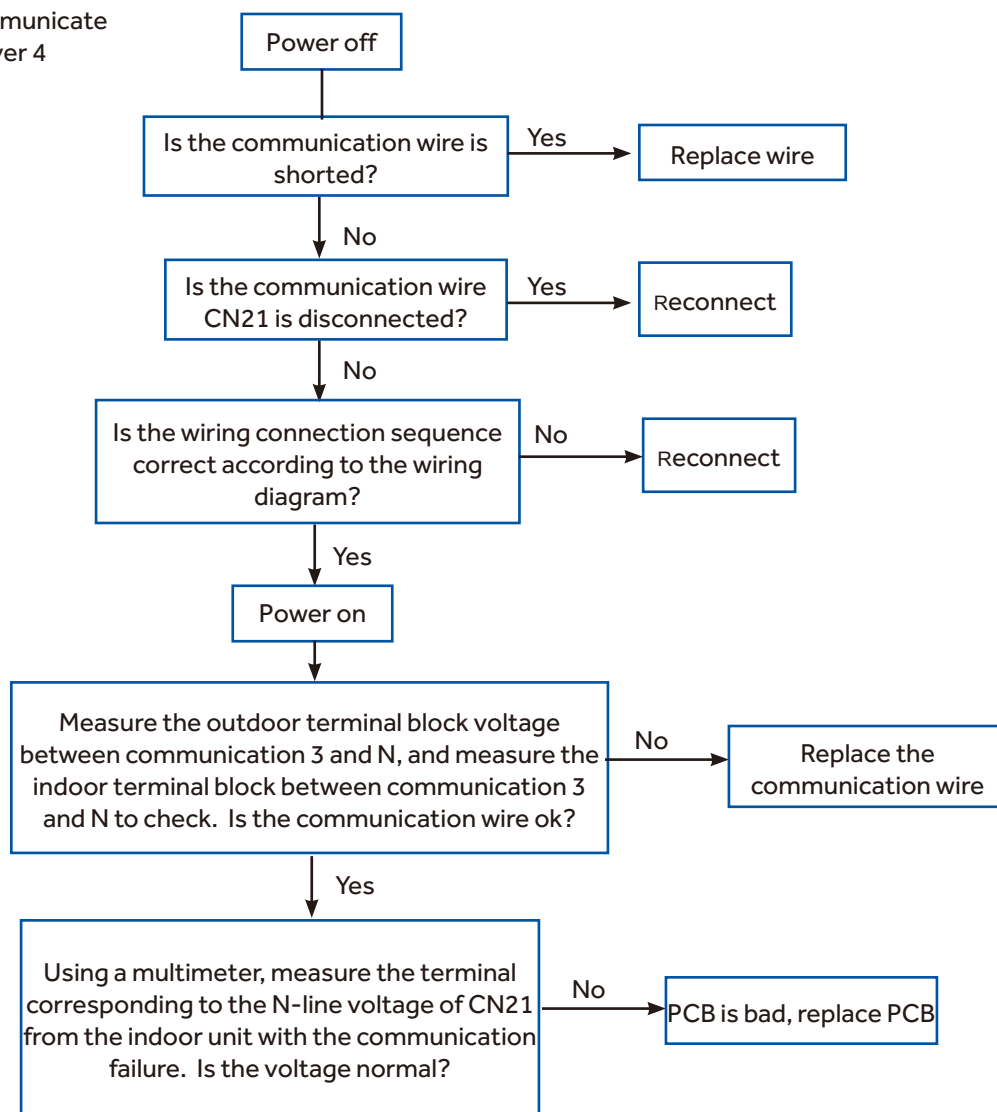 municate
er 4
Power off
Is the communication wire is
shorted?
Yes
Replace wire
No
Is the communication wire
CN21 is disconnected?
Yes
Reconnect
No
Is the wiring connection sequence
correct according to the wiring
diagram?
No
Reconnect
Yes
Power on
Measure the outdoor terminal block voltage
between communication 3 and N, and measure the
indoor terminal block between communication 3
and N to check. Is the communication wire ok?
No
Replace the
communication wire
Yes
Using a multimeter, measure the terminal
corresponding to the N-line voltage of CN21
from the indoor unit with the communication
failure. Is the voltage normal?
No
PCB is bad, replace PCB